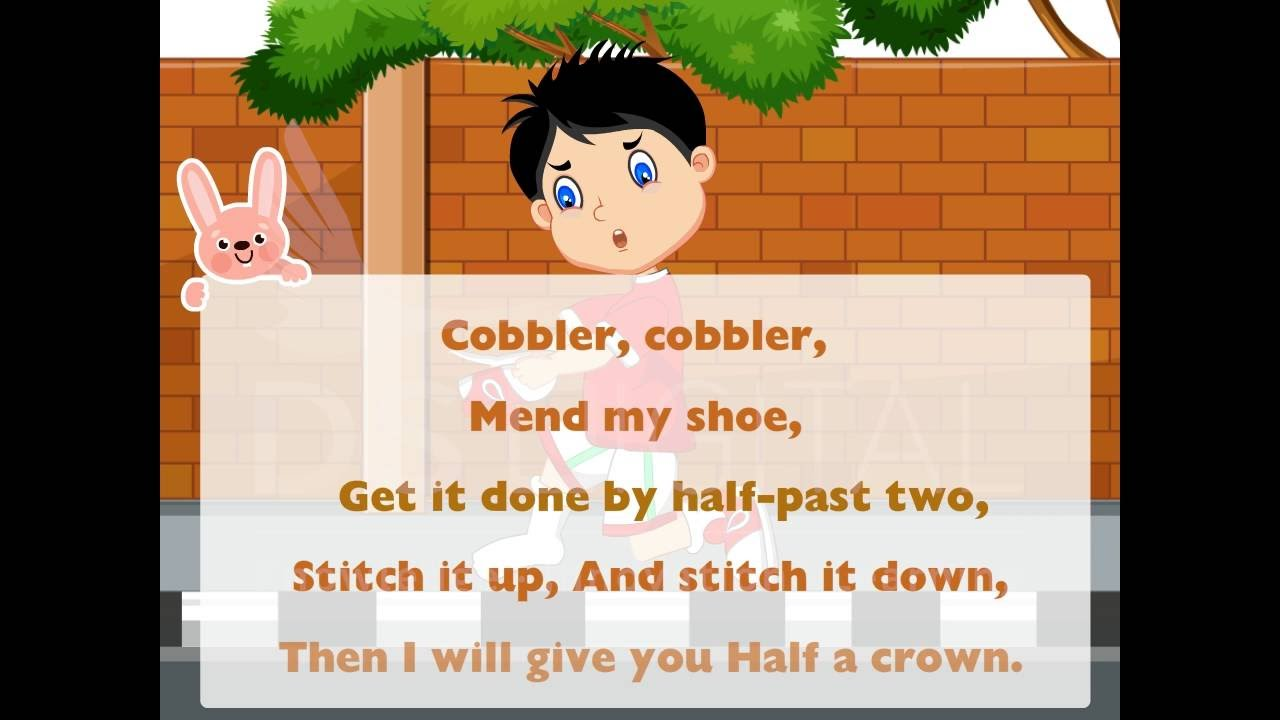 Cobbler, cobbler,
Mend my shoe,
Get it done by half-past two,
Stitch it up, And stitch it down,
Then I will give you Half a crown.